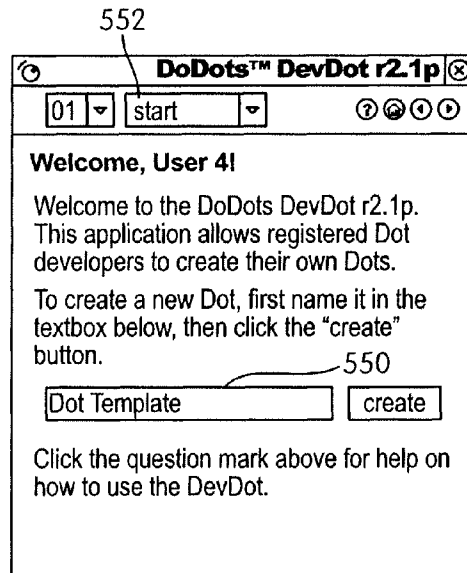 552
DoDots™ DevDot r2.1p
01 start ?
Welcome, User 4!
Welcome to the DoDots DevDot r2.1p.
This application allows registered Dot
developers to create their own Dots.
To create a new Dot, first name it in the
textbox below, then click the “create”
button.
550
Dot Template create
Click the question mark above for help on
how to use the DevDot.